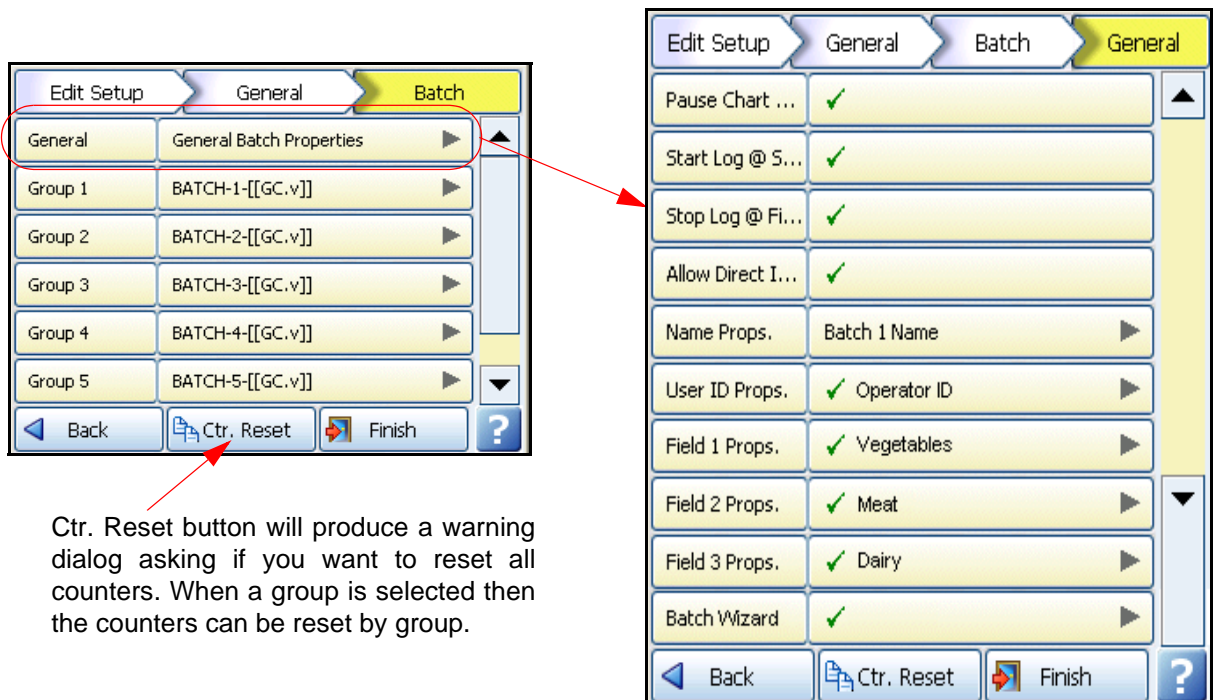 Edit Setup General Batch
General General Batch Properties
Group 1 BATCH-1-[[GC.v]]
Group 2 BATCH-2-[[GC.v]]
Group 3 BATCH-3-[[GC.v]]
Group 4 BATCH-4-[[GC.v]]
Group 5 BATCH-5-[[GC.v]]
Back Ctr. Reset Finish ?
Ctr. Reset button will produce a warning
dialog asking if you want to reset all
counters. When a group is selected then
the counters can be reset by group.
Edit Setup General Batch General
Pause Chart ...
Start Log @ S...
Stop Log @ Fi...
Allow Direct I...
Name Props. Batch 1 Name
User ID Props. ✓ Operator ID
Field 1 Props. ✓ Vegetables
Field 2 Props. ✓ Meat
Field 3 Props. ✓ Dairy
Batch Wizard
Back Ctr. Reset Finish ?